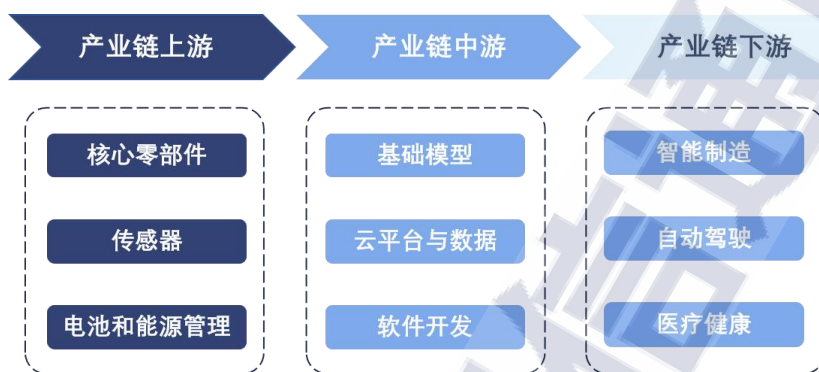 产业链上游
产业链中游
产业链下游
核心零部件
基础模型
智能制造
传感器
云平台与数据
自动驾驶
电池和能源管理
软件开发
医疗健康